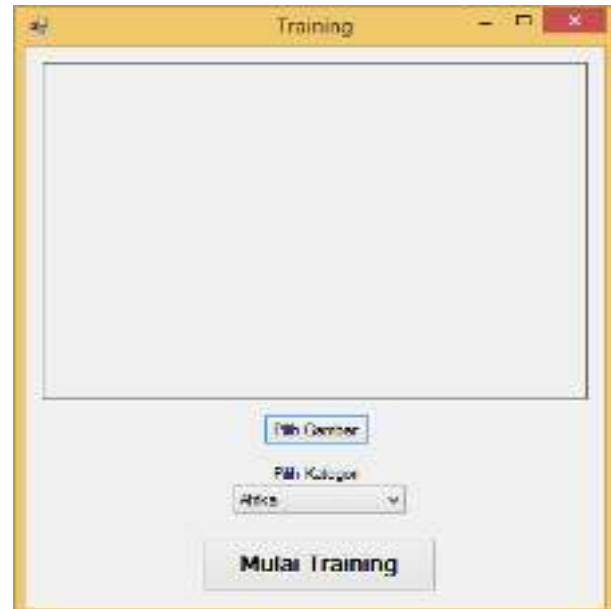 Training
Pilih Gambar
Pilih Kategori
Afrika
Mulai Training